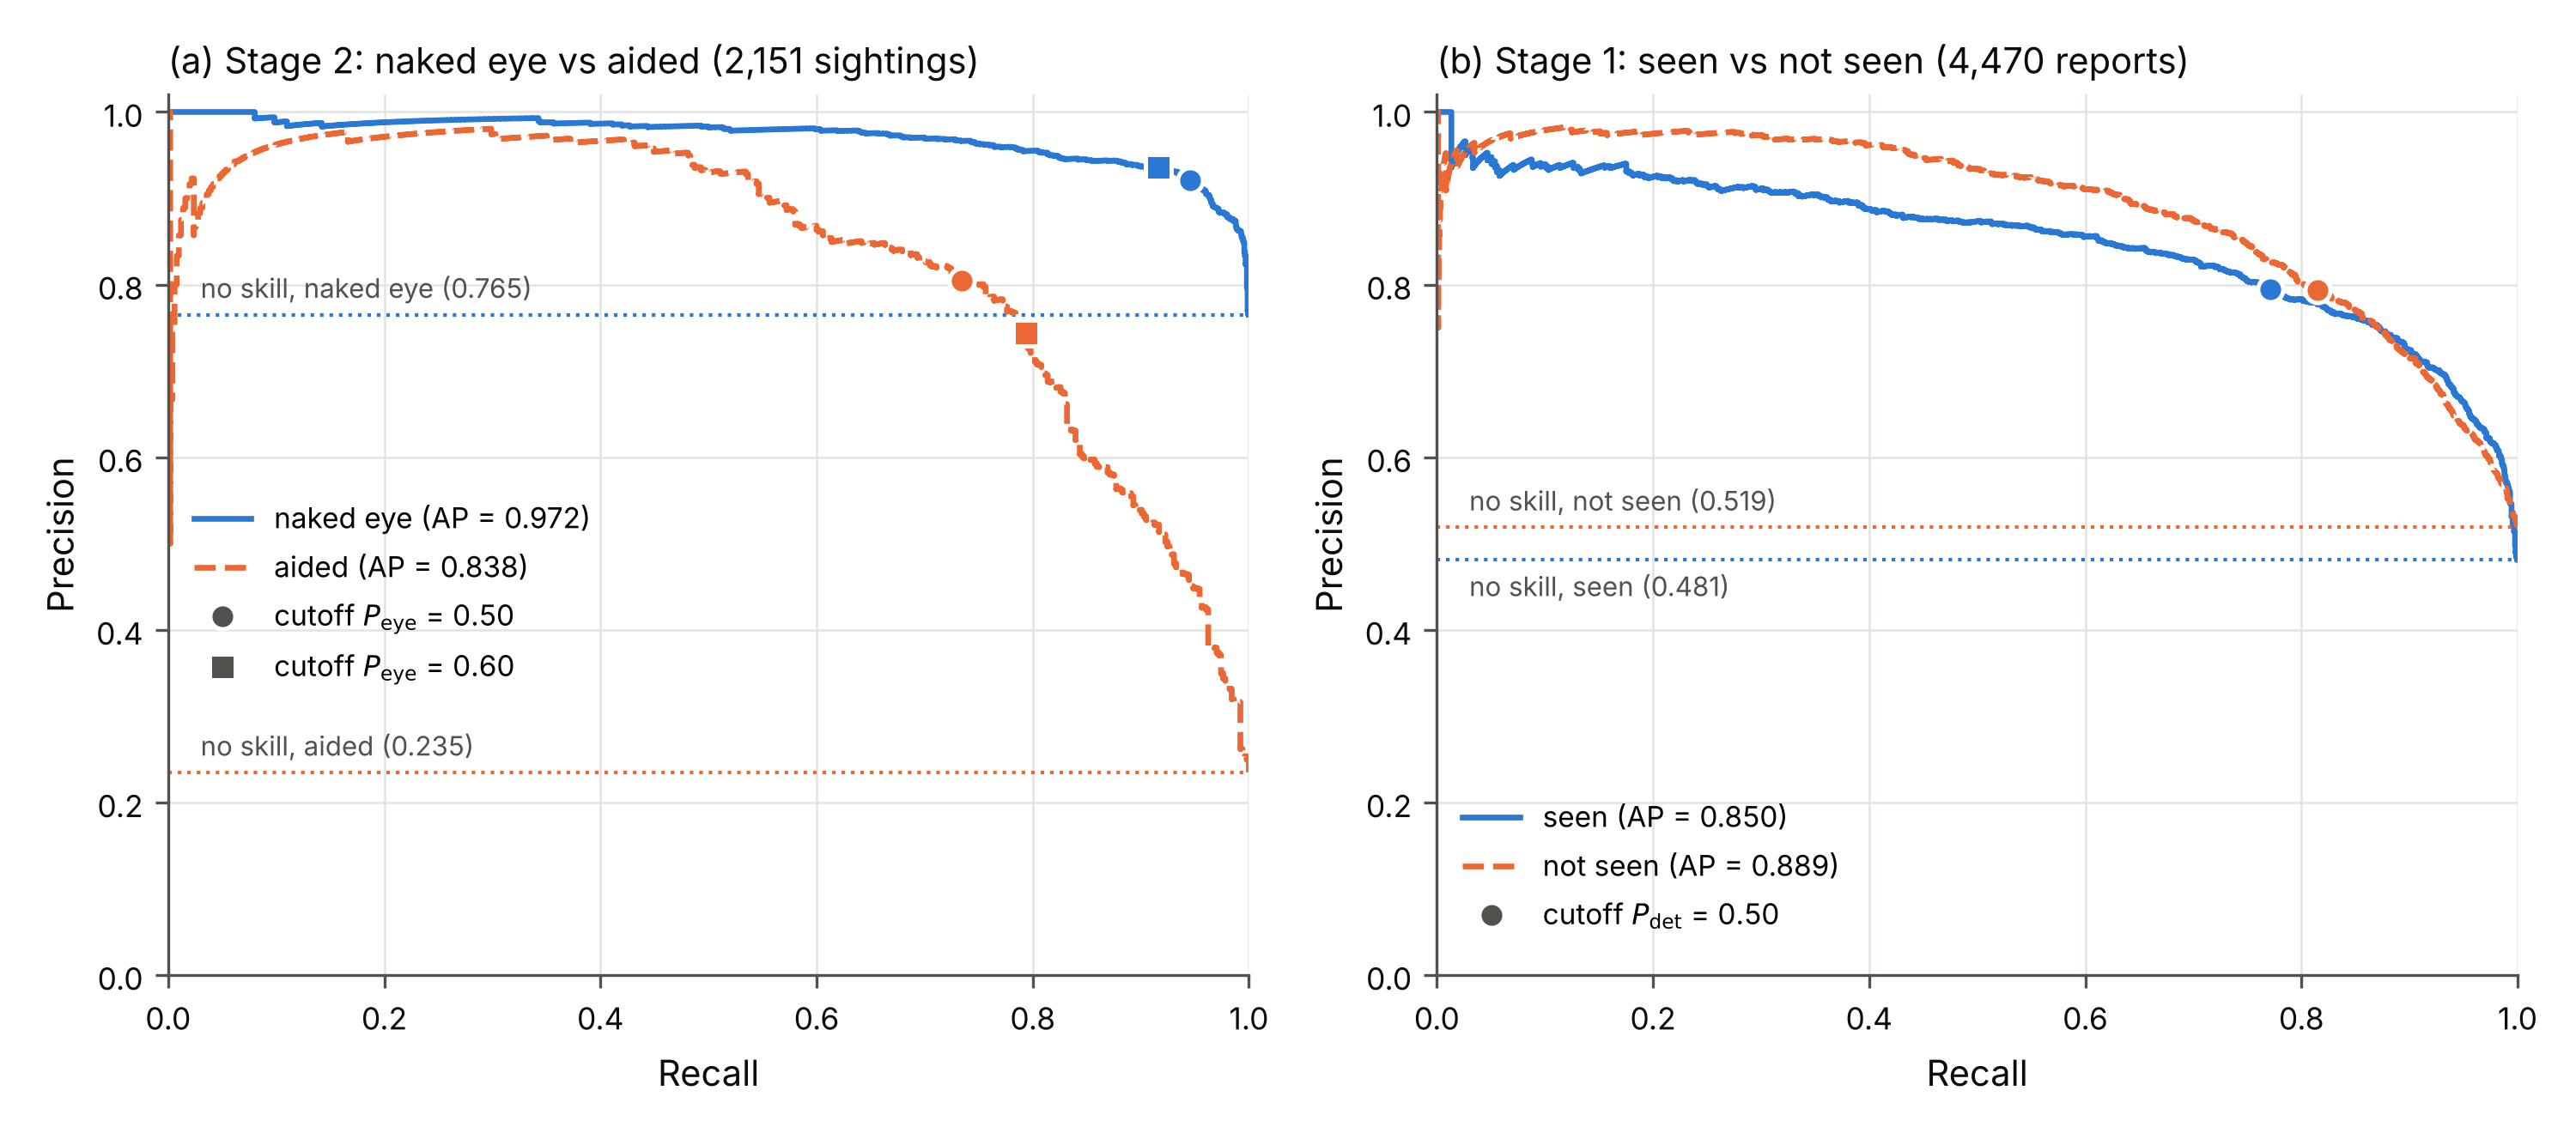 (a) Stage 2: naked eye vs aided (2,151 sightings)
1.0
0.8
0.6
0.4
0.2
0.0
Precision
no skill, naked eye (0.765)
naked eye (AP = 0.972)
aided (AP = 0.838)
cutoff Peye = 0.50
cutoff Peye = 0.60
no skill, aided (0.235)
0.0 0.2 0.4 0.6 0.8 1.0
Recall
(b) Stage 1: seen vs not seen (4,470 reports)
1.0
0.8
0.6
0.4
0.2
0.0
Precision
no skill, not seen (0.519)
no skill, seen (0.481)
seen (AP = 0.850)
not seen (AP = 0.889)
cutoff Pdet = 0.50
0.0 0.2 0.4 0.6 0.8 1.0
Recall